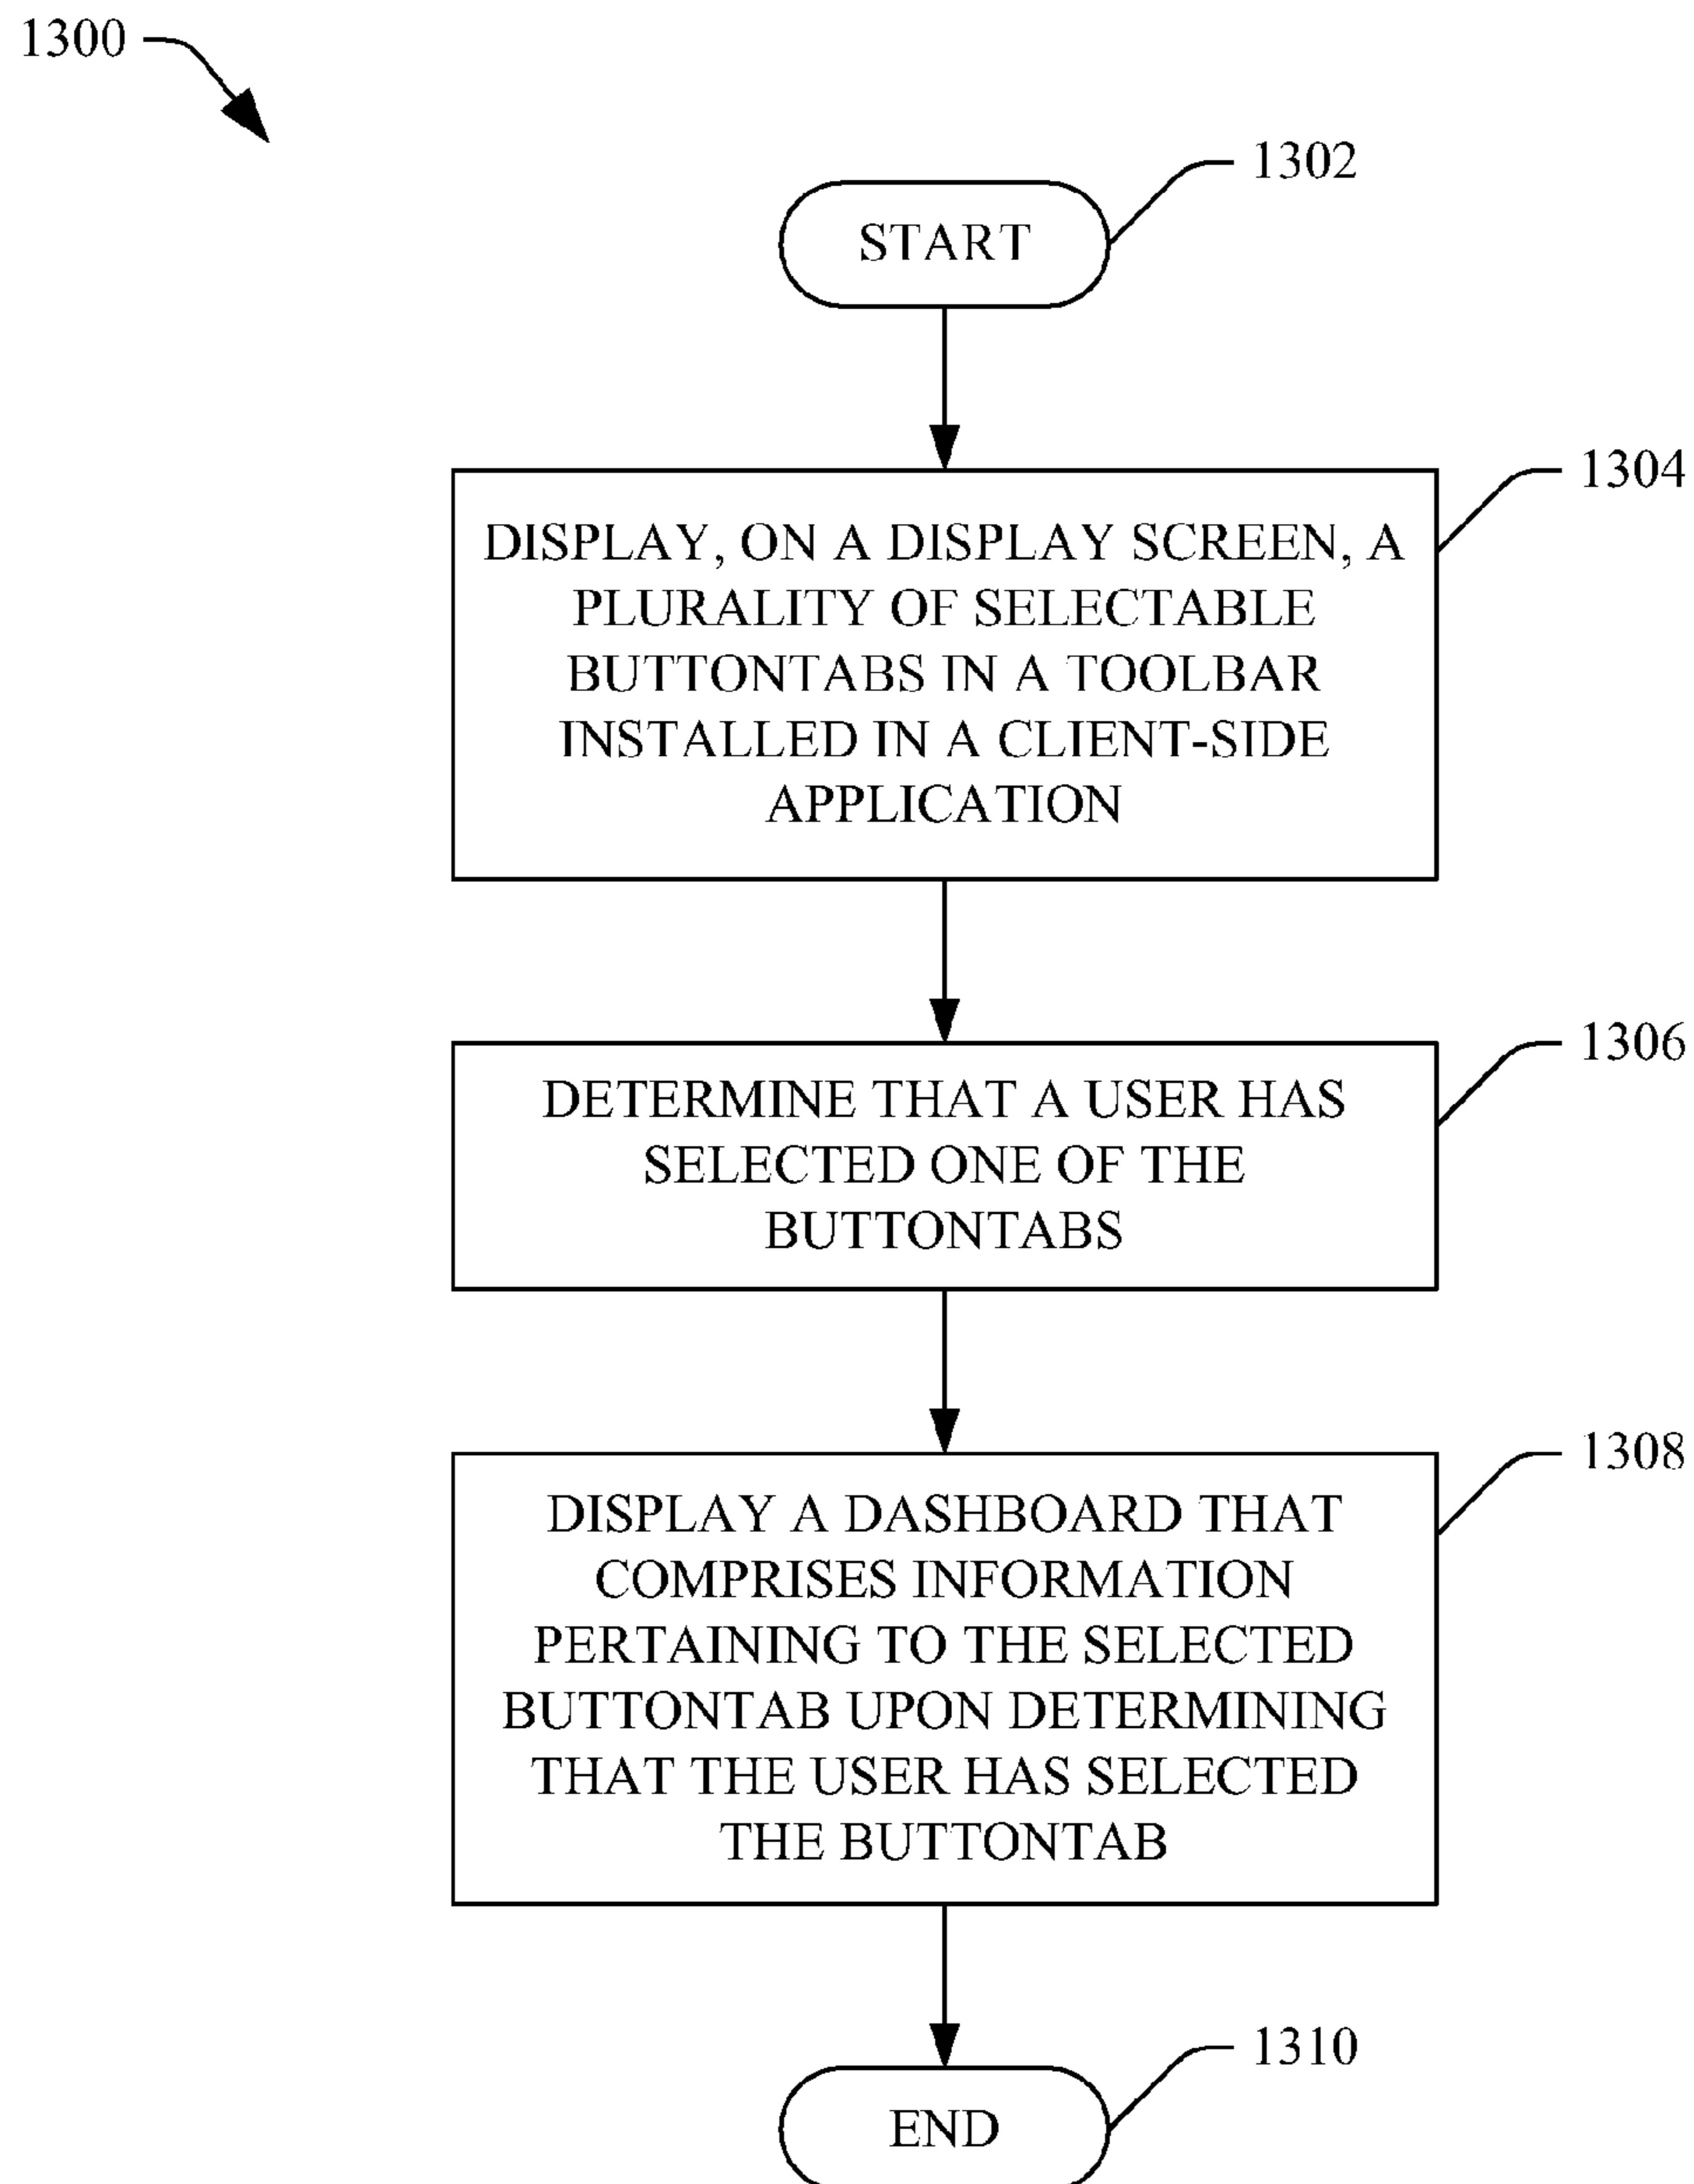 1300
1302
START
1304
DISPLAY, ON A DISPLAY SCREEN, A
PLURALITY OF SELECTABLE
BUTTONTABS IN A TOOLBAR
INSTALLED IN A CLIENT-SIDE
APPLICATION
1306
DETERMINE THAT A USER HAS
SELECTED ONE OF THE
BUTTONTABS
1308
DISPLAY A DASHBOARD THAT
COMPRISES INFORMATION
PERTAINING TO THE SELECTED
BUTTONTAB UPON DETERMINING
THAT THE USER HAS SELECTED
THE BUTTONTAB
1310
END